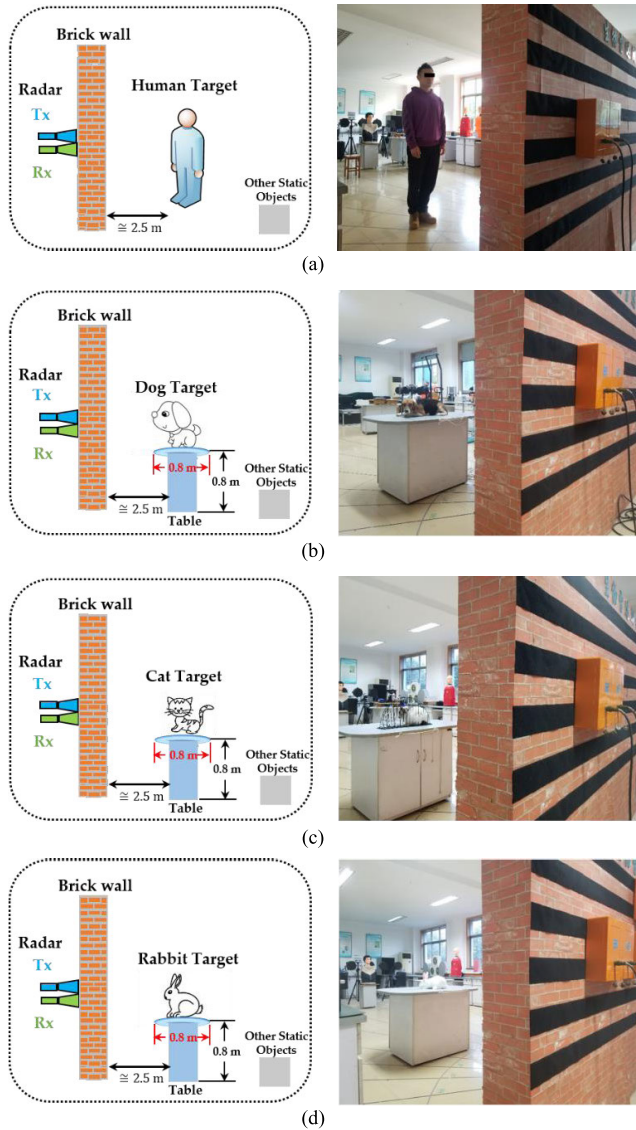 Brick wall
Radar
Human Target
Tx
Rx
Other Static
Objects
≅ 2.5 m
(a)
Brick wall
Radar
Dog Target
Tx
Rx
0.8 m
0.8 m
Other Static
Objects
≅ 2.5 m
Table
(b)
Brick wall
Radar
Cat Target
Tx
Rx
0.8 m
0.8 m
Other Static
Objects
≅ 2.5 m
Table
(c)
Brick wall
Radar
Rabbit Target
Tx
Rx
0.8 m
0.8 m
Other Static
Objects
≅ 2.5 m
Table
(d)